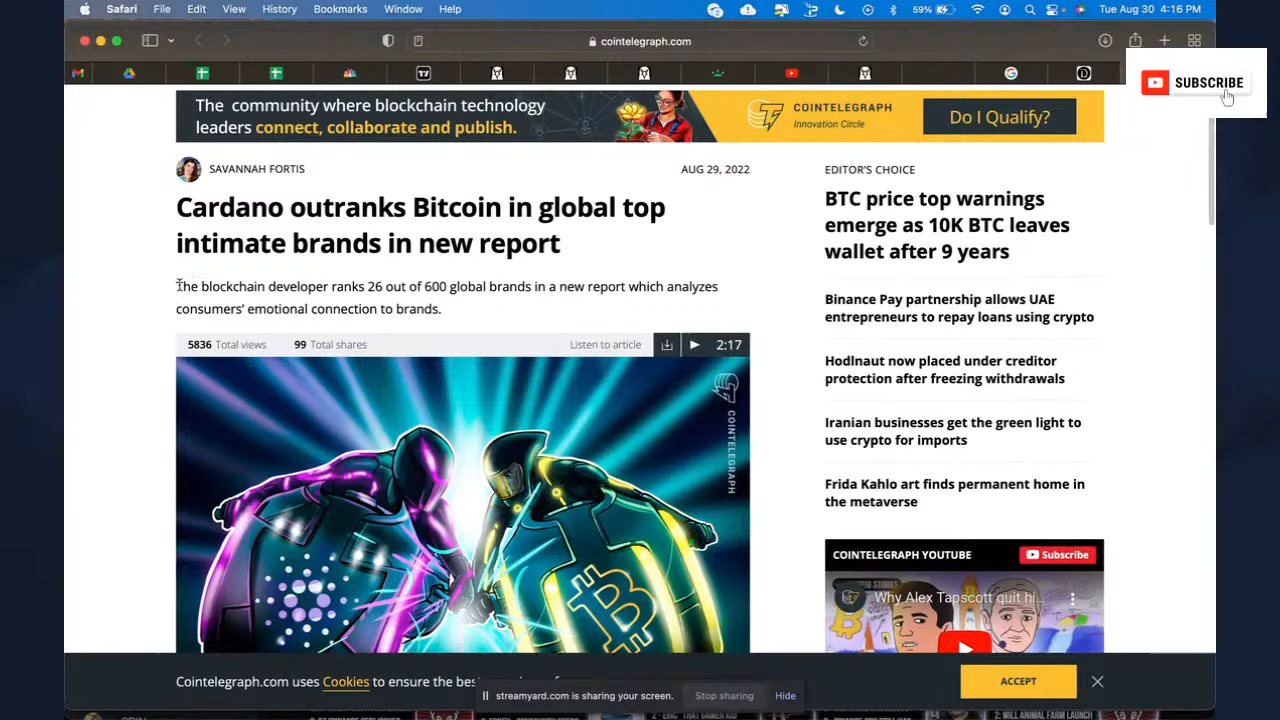 Safari File Edit View History Bookmarks Window Help 59% Tue Aug 30 4:16 PM
cointelegraph.com
SUBSCRIBE
The community where blockchain technology
leaders connect, collaborate and publish.
COINTELEGRAPH
Innovation Circle
Do I Qualify?
SAVANNAH FORTIS
AUG 29, 2022
Cardano outranks Bitcoin in global top
intimate brands in new report
The blockchain developer ranks 26 out of 600 global brands in a new report which analyzes
consumers' emotional connection to brands.
5836 Total views 99 Total shares Listen to article 2:17
COINTELEGRAPH
EDITOR'S CHOICE
BTC price top warnings
emerge as 10K BTC leaves
wallet after 9 years
Binance Pay partnership allows UAE
entrepreneurs to repay loans using crypto
Hodlnaut now placed under creditor
protection after freezing withdrawals
Iranian businesses get the green light to
use crypto for imports
Frida Kahlo art finds permanent home in
the metaverse
COINTELEGRAPH YOUTUBE Subscribe
Why Alex Tapscott quit hi...
Cointelegraph.com uses Cookies to ensure the bes
ACCEPT
streamyard.com is sharing your screen. Stop sharing Hide